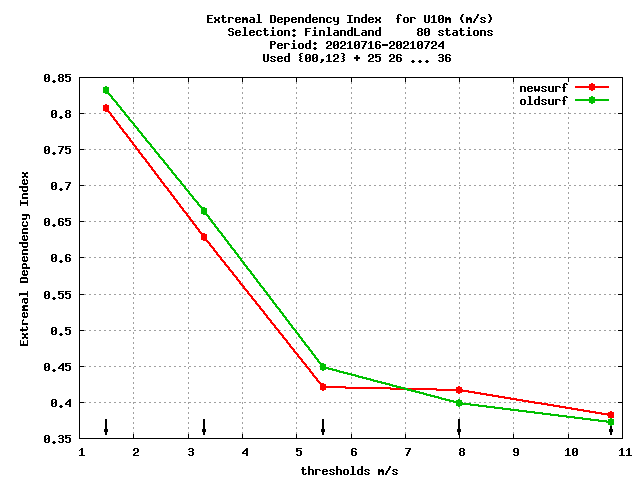 Extremal Dependency Index  for U10m (m/s)
Selection: FinlandLand     80 stations
Period: 20210716-20210724
Used {00,12} + 25 26 ... 36
newsurf
oldsurf
0.85
0.8
0.75
0.7
0.65
0.6
0.55
0.5
0.45
0.4
0.35
Extremal Dependency Index
1 2 3 4 5 6 7 8 9 10 11
thresholds m/s